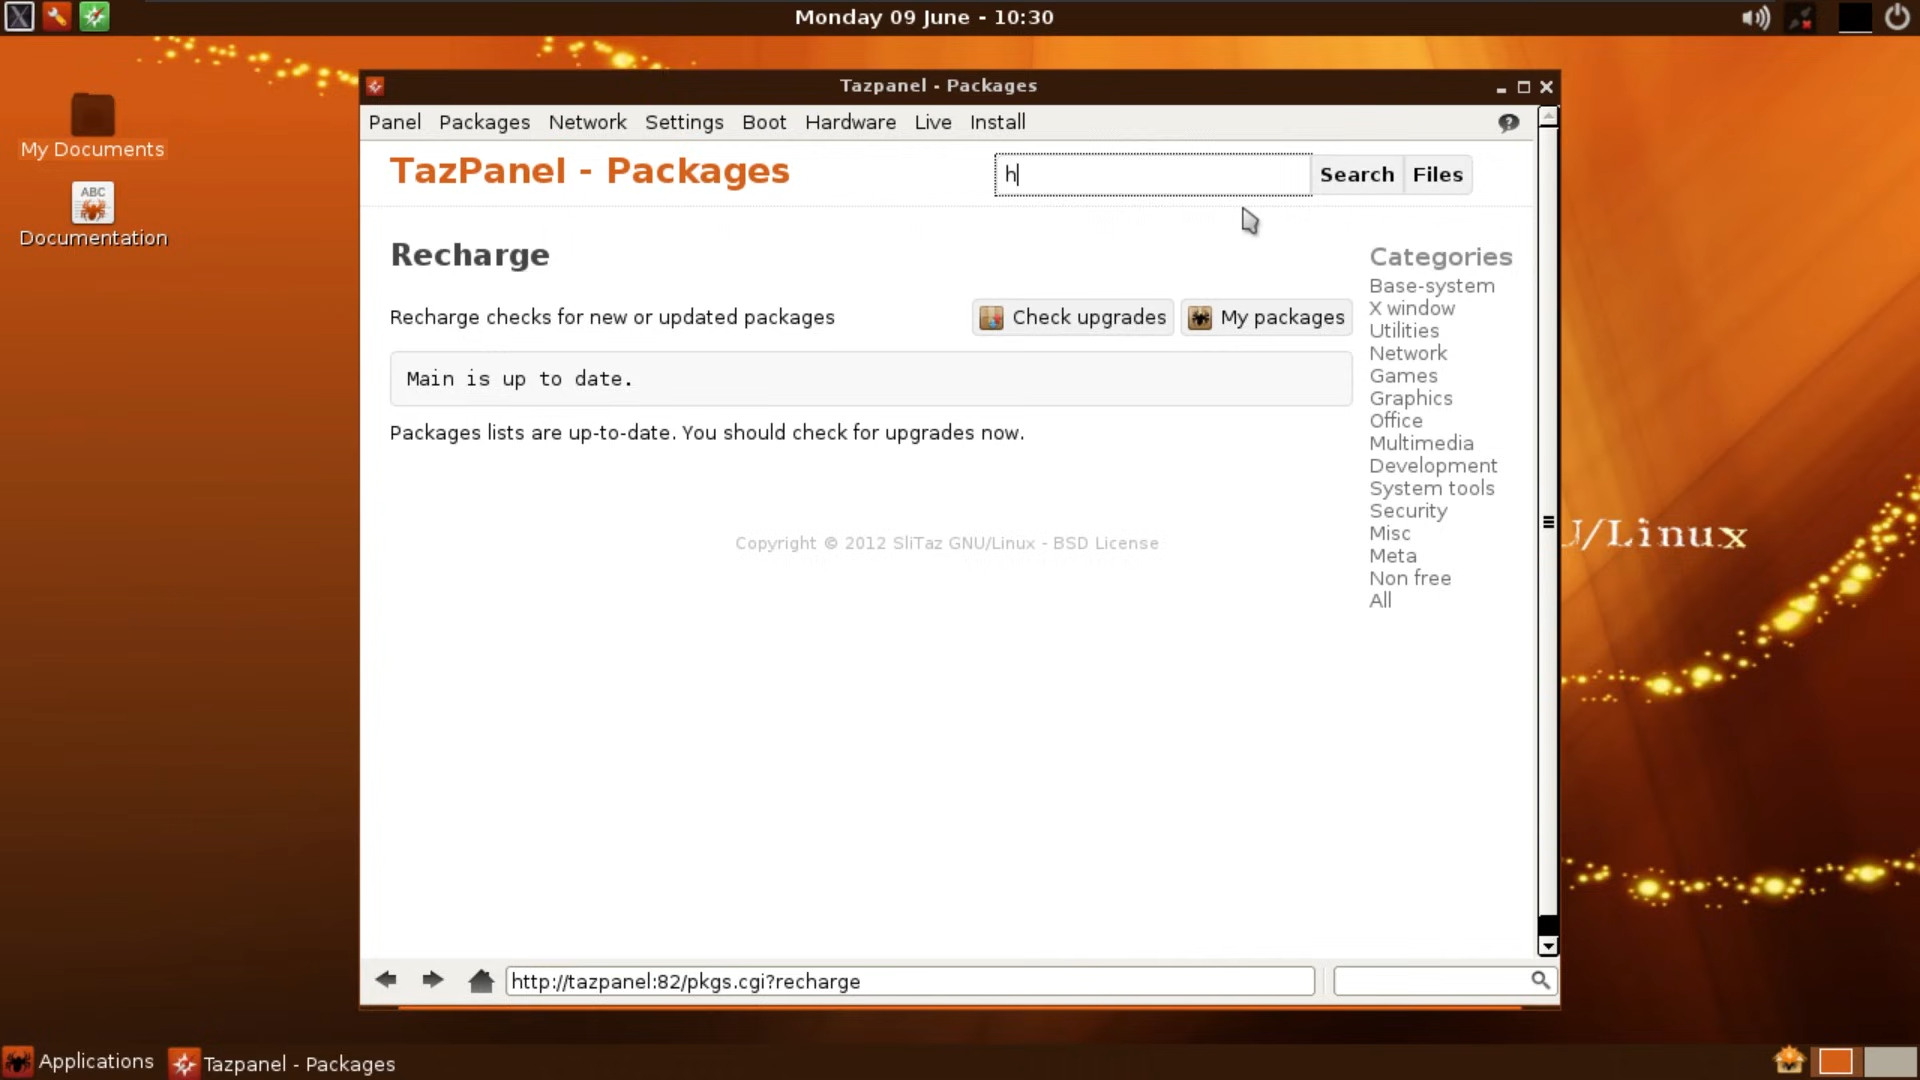 Monday 09 June - 10:30
My Documents
ABC
Documentation
Tazpanel - Packages
Panel Packages Network Settings Boot Hardware Live Install
TazPanel - Packages
h
Search Files
Recharge
Recharge checks for new or updated packages
Check upgrades My packages
Main is up to date.
Packages lists are up-to-date. You should check for upgrades now.
Copyright © 2012 SliTaz GNU/Linux - BSD License
Categories
Base-system
X window
Utilities
Network
Games
Graphics
Office
Multimedia
Development
System tools
Security
Misc
Meta
Non free
All
U/Linux
http://tazpanel:82/pkgs.cgi?recharge
Applications Tazpanel - Packages